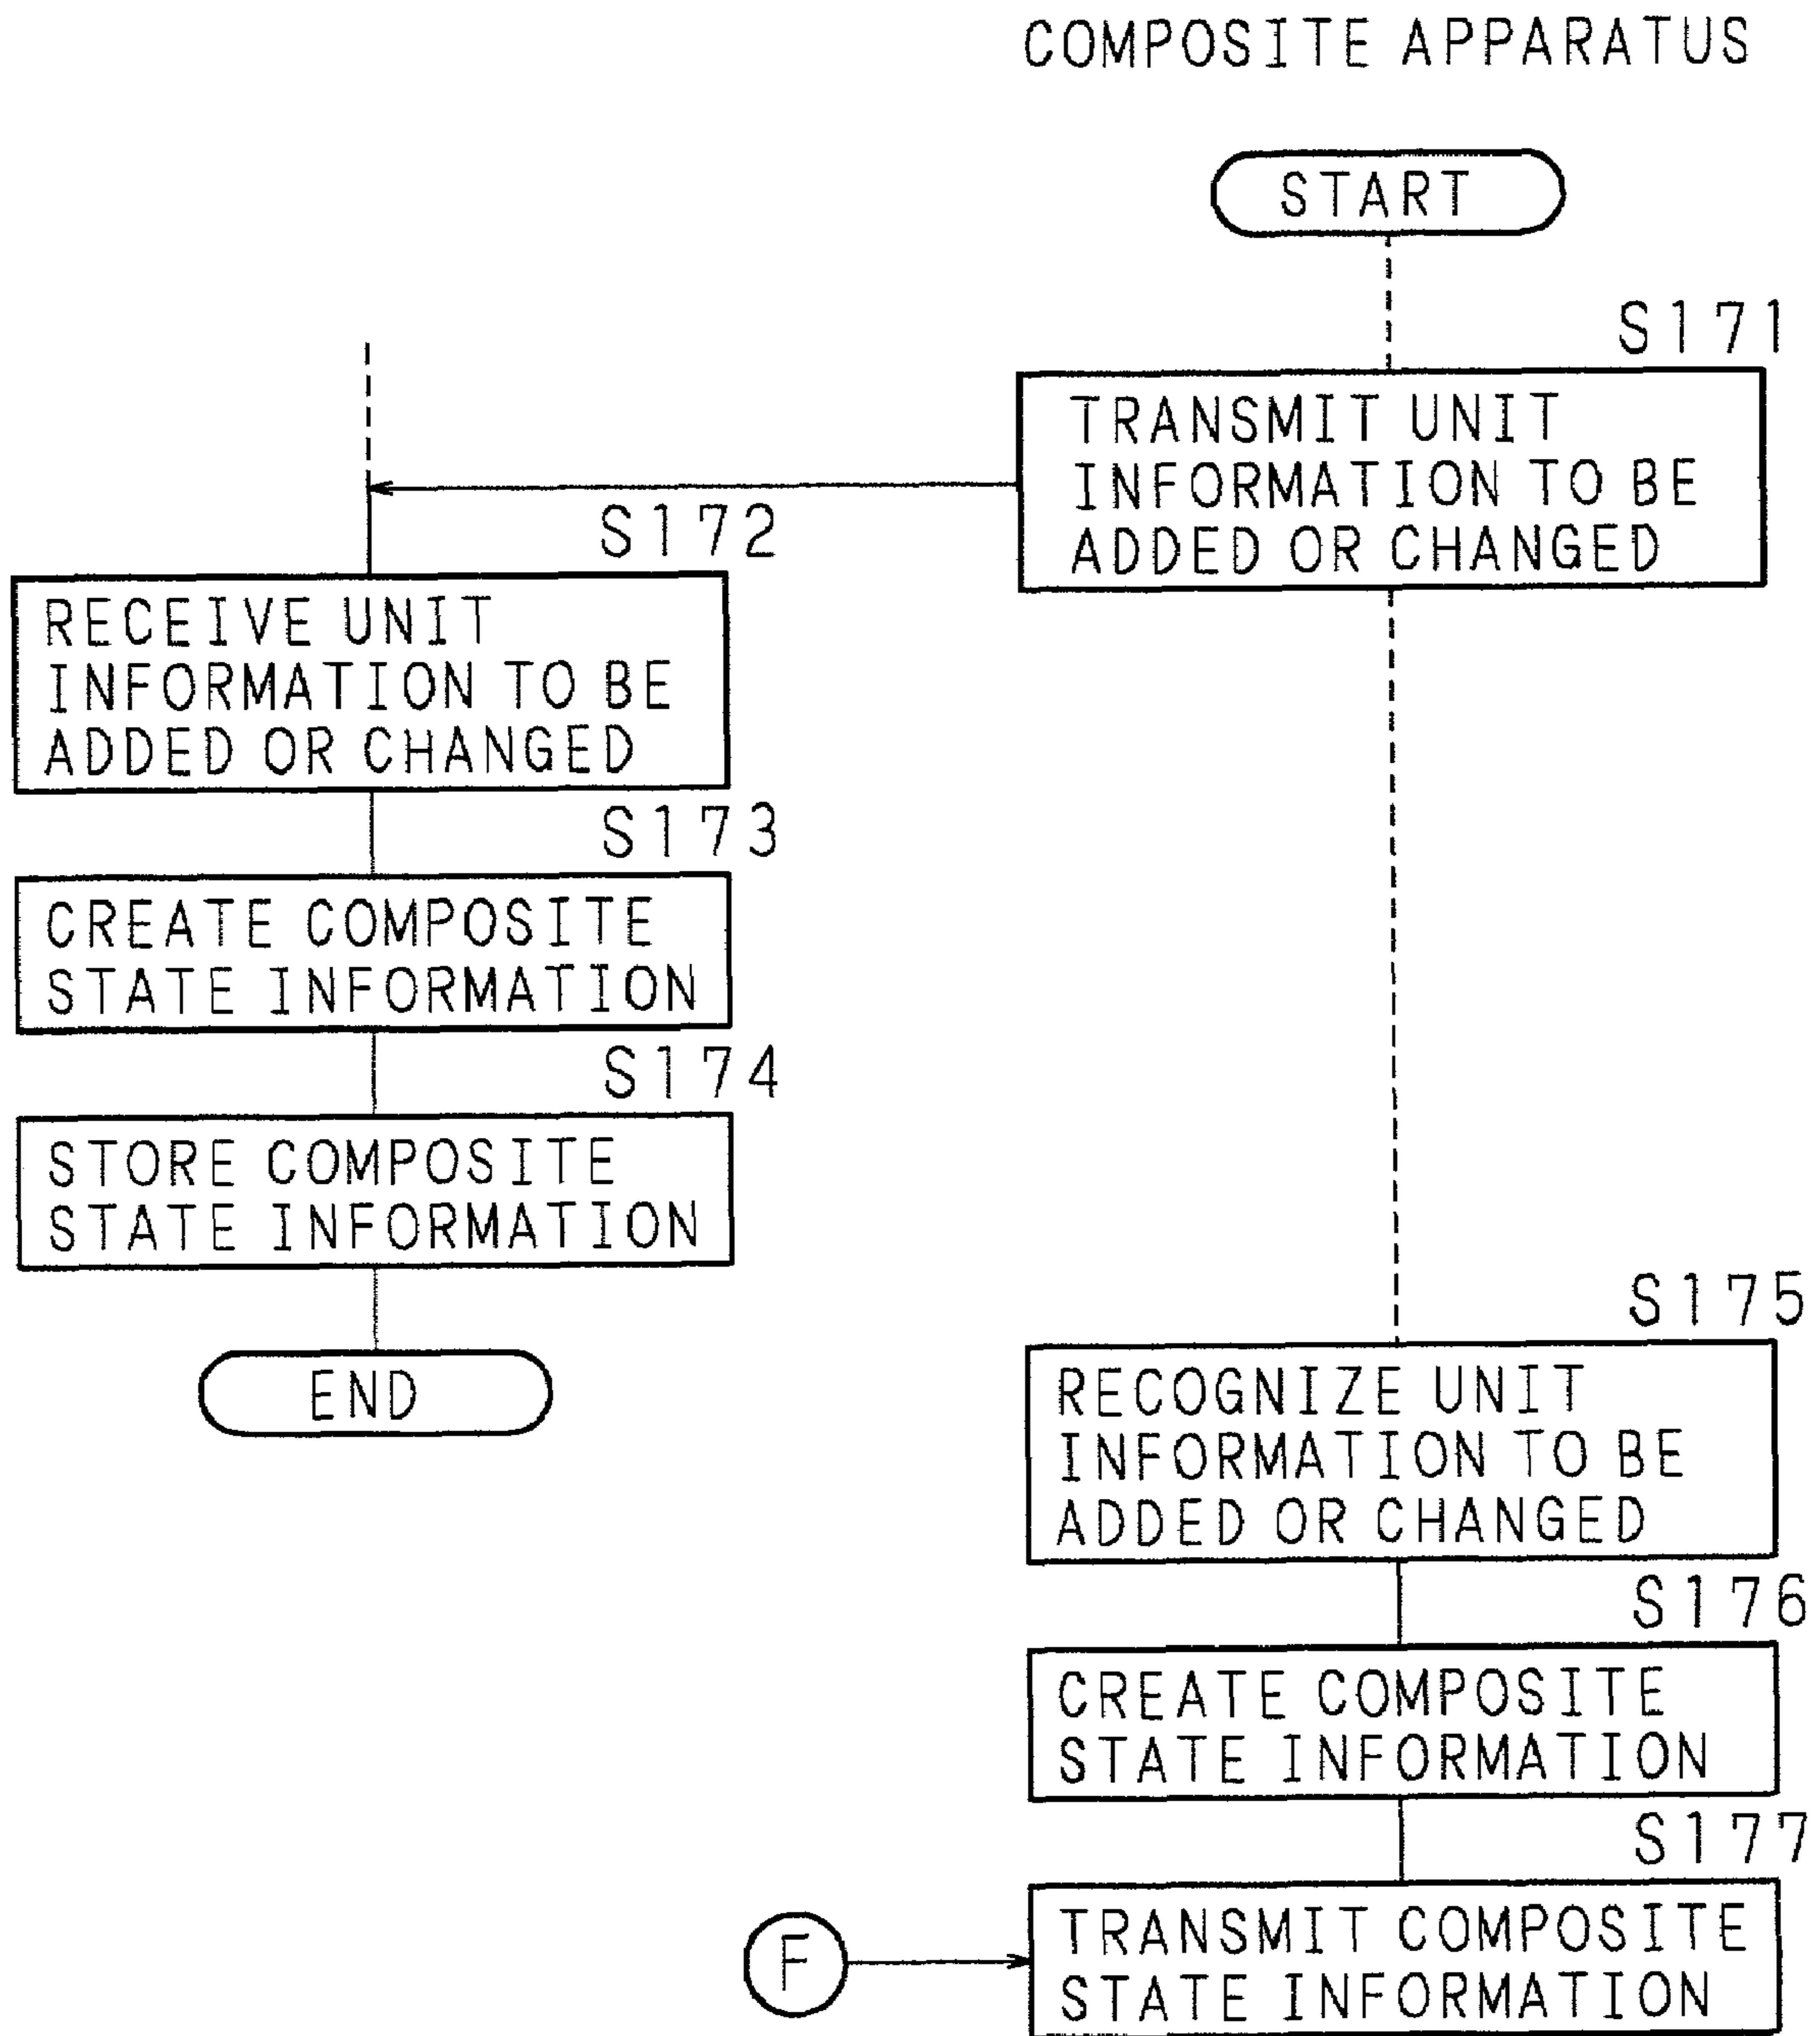 COMPOSITE APPARATUS
START
S171
TRANSMIT UNIT
INFORMATION TO BE
ADDED OR CHANGED
S172
RECEIVE UNIT
INFORMATION TO BE
ADDED OR CHANGED
S173
CREATE COMPOSITE
STATE INFORMATION
S174
STORE COMPOSITE
STATE INFORMATION
END
S175
RECOGNIZE UNIT
INFORMATION TO BE
ADDED OR CHANGED
S176
CREATE COMPOSITE
STATE INFORMATION
S177
F
TRANSMIT COMPOSITE
STATE INFORMATION